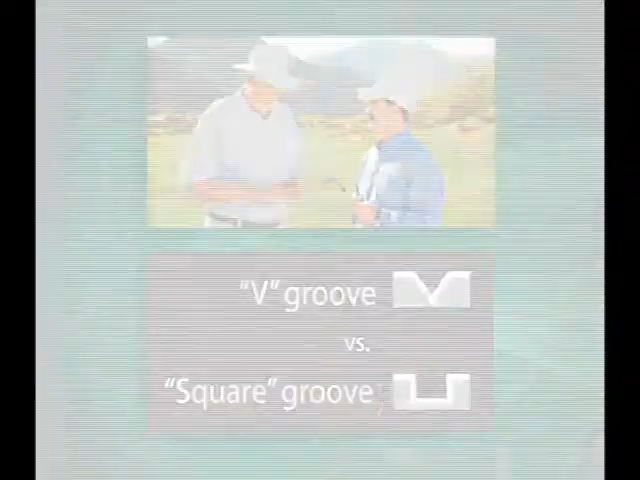 “V” groove
vs.
“Square” groove